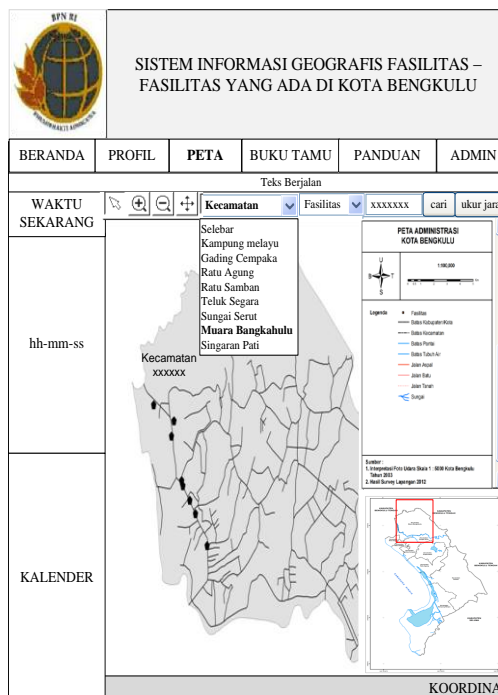 BPN RI
SISTEM INFORMASI GEOGRAFIS FASILITAS –
FASILITAS YANG ADA DI KOTA BENGKULU
BERANDA
PROFIL
PETA
BUKU TAMU
PANDUAN
ADMIN
Teks Berjalan
WAKTU
SEKARANG
Kecamatan
Fasilitas
xxxxxxx
cari
ukur jara
Selebar
Kampung melayu
Gading Cempaka
Ratu Agung
Ratu Samban
Teluk Segara
Sungai Serut
Muara Bangkahulu
Singaran Pati
hh-mm-ss
Kecamatan
xxxxxx
PETA ADMINISTRASI
KOTA BENGKULU
U
B
T
S
1:100,000
Legenda
Fasilitas
Batas Kabupaten/Kota
Batas Kecamatan
Batas Pantai
Batas Tubuh Air
Jalan Aspal
Jalan Batu
Jalan Tanah
Sungai
Sumber :
1. Interpretasi Foto Udara Skala 1 : 5000 Kota Bengkulu
Tahun 2003
2. Hasil Survey Lapangan 2012
KALENDER
KOORDINA